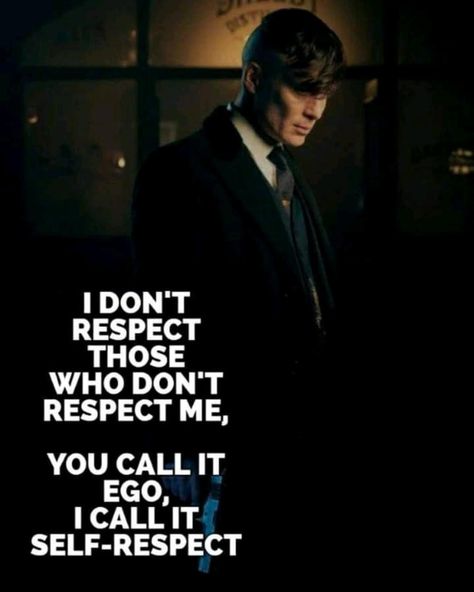 I DON'T
RESPECT
THOSE
WHO DON'T
RESPECT ME,
YOU CALL IT
EGO,
I CALL IT
SELF-RESPECT